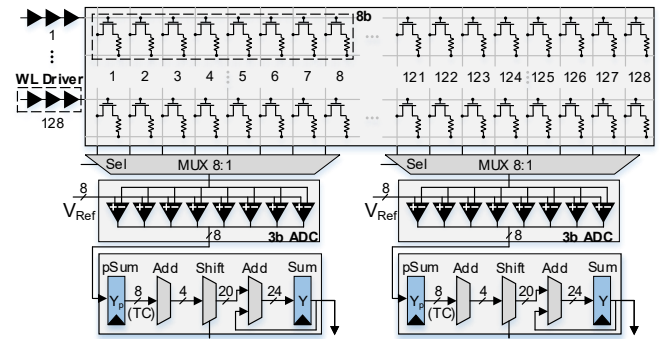 8b
1
⋮
WL Driver
128
1 2 3 4 ⋮ 5 6 7 8 ... 121 122 123 124 ⋮ 125 126 127 128
Sel MUX 8:1
Sel MUX 8:1
8
V_Ref
3b ADC
8
8
V_Ref
3b ADC
8
pSum Add Shift Add Sum
Y_p 8 (TC) 4 20 24 Y
pSum Add Shift Add Sum
Y_p 8 (TC) 4 20 24 Y